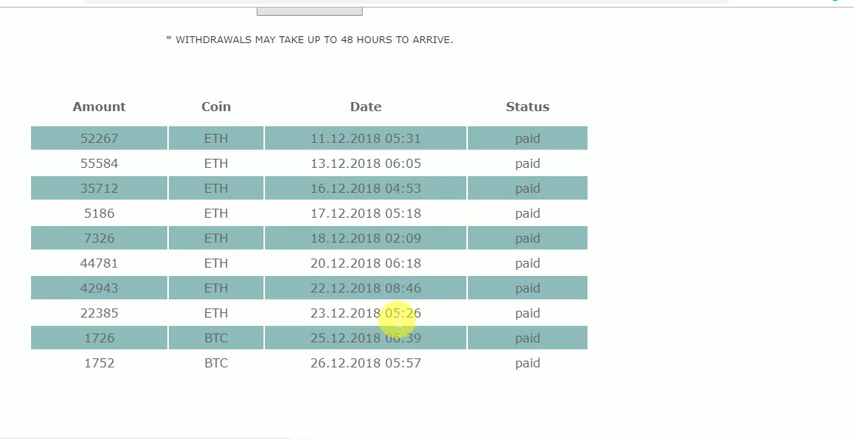 * WITHDRAWALS MAY TAKE UP TO 48 HOURS TO ARRIVE.
Amount Coin Date Status
52267 ETH 11.12.2018 05:31 paid
55584 ETH 13.12.2018 06:05 paid
35712 ETH 16.12.2018 04:53 paid
5186 ETH 17.12.2018 05:18 paid
7326 ETH 18.12.2018 02:09 paid
44781 ETH 20.12.2018 06:18 paid
42943 ETH 22.12.2018 08:46 paid
22385 ETH 23.12.2018 05:26 paid
1726 BTC 25.12.2018 06:39 paid
1752 BTC 26.12.2018 05:57 paid